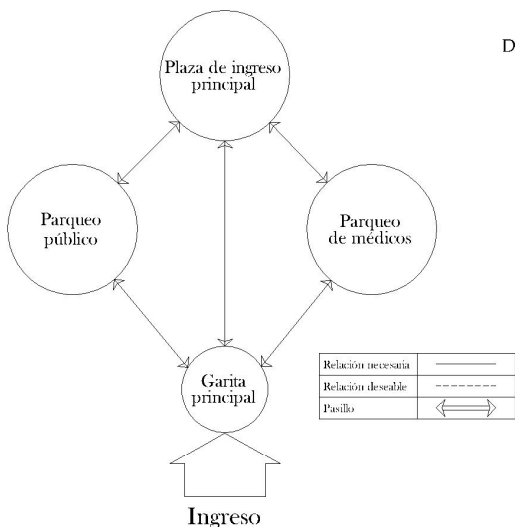 D
Plaza de ingreso
principal
Parqueo
público
Parqueo
de médicos
Garita
principal
Relación necesaria
Relación deseable
Pasillo
Ingreso